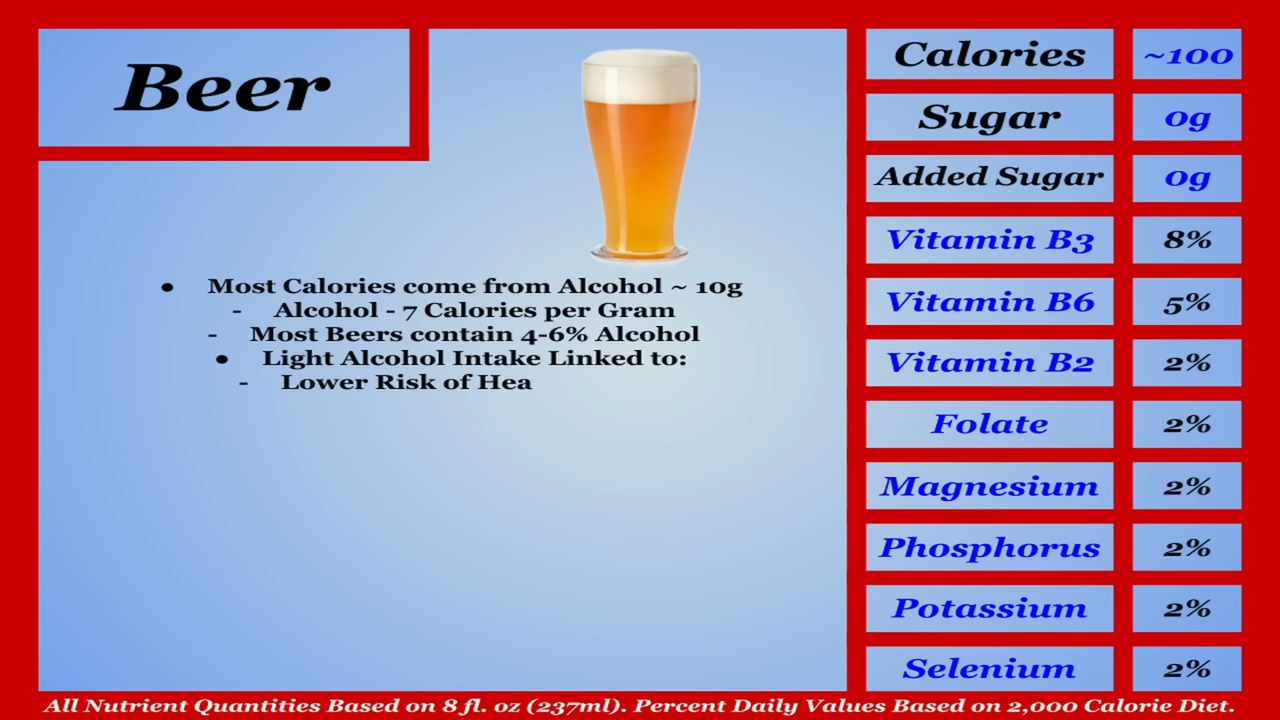 Beer
● Most Calories come from Alcohol ~ 10g
- Alcohol - 7 Calories per Gram
- Most Beers contain 4-6% Alcohol
● Light Alcohol Intake Linked to:
- Lower Risk of Hea
Calories ~100
Sugar 0g
Added Sugar 0g
Vitamin B3 8%
Vitamin B6 5%
Vitamin B2 2%
Folate 2%
Magnesium 2%
Phosphorus 2%
Potassium 2%
Selenium 2%
All Nutrient Quantities Based on 8 fl. oz (237ml). Percent Daily Values Based on 2,000 Calorie Diet.